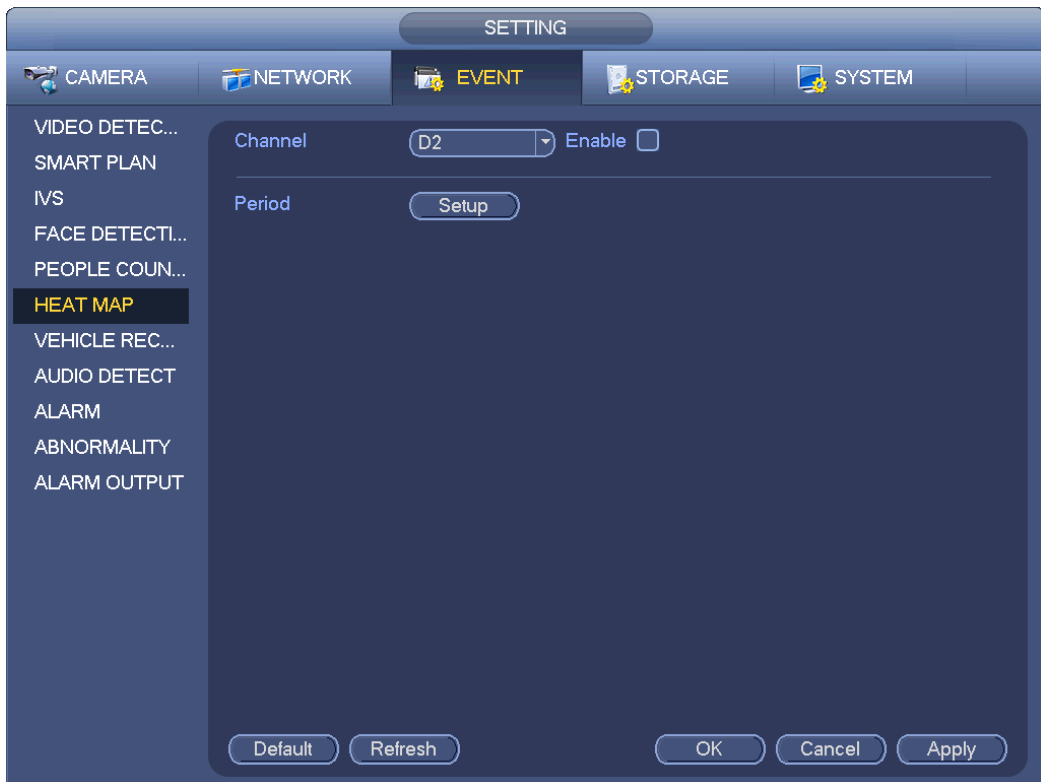 SETTING
CAMERA NETWORK EVENT STORAGE SYSTEM
VIDEO DETEC...
SMART PLAN
IVS
FACE DETECTI...
PEOPLE COUN...
HEAT MAP
VEHICLE REC...
AUDIO DETECT
ALARM
ABNORMALITY
ALARM OUTPUT
Channel D2 Enable
Period Setup
Default Refresh OK Cancel Apply